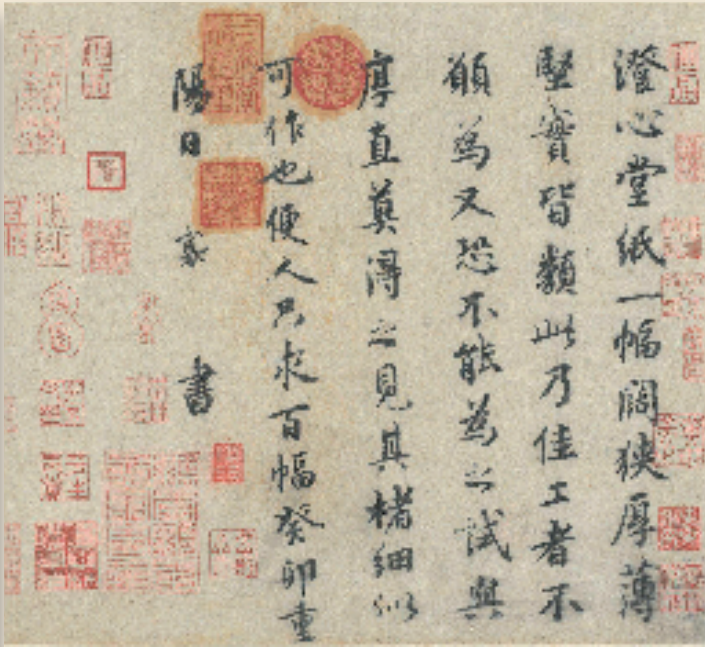 澄心堂紙一幅闊狹厚薄
堅實皆類此乃佳工者不
願為又恐不能為之試與
厚直莫得之見其楮細似
可作也便人只求百幅癸卯重
陽日 襄 書